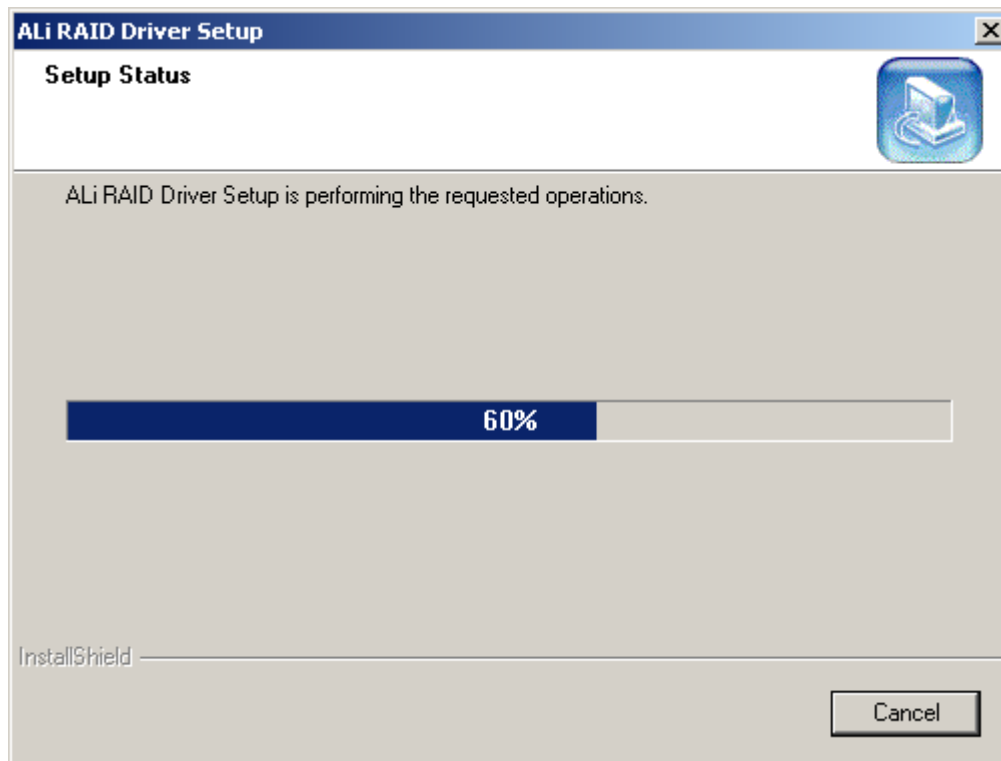 ALi RAID Driver Setup
Setup Status
ALi RAID Driver Setup is performing the requested operations.
60%
InstallShield
Cancel